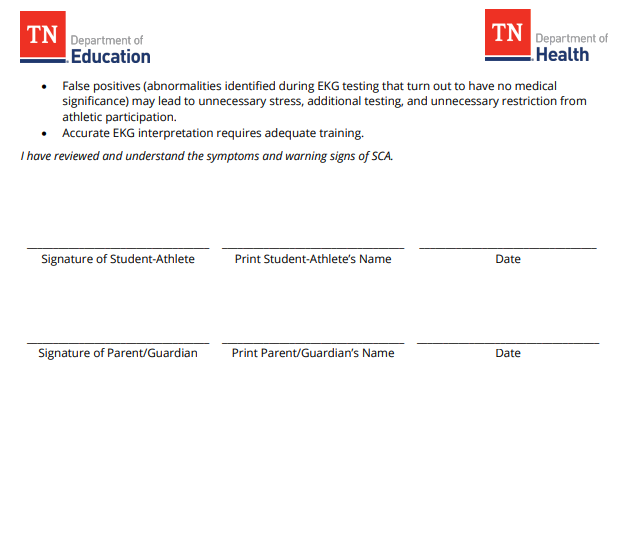 TN Department of Education
TN Department of Health
• False positives (abnormalities identified during EKG testing that turn out to have no medical
significance) may lead to unnecessary stress, additional testing, and unnecessary restriction from
athletic participation.
• Accurate EKG interpretation requires adequate training.
I have reviewed and understand the symptoms and warning signs of SCA.
Signature of Student-Athlete Print Student-Athlete's Name Date
Signature of Parent/Guardian Print Parent/Guardian's Name Date